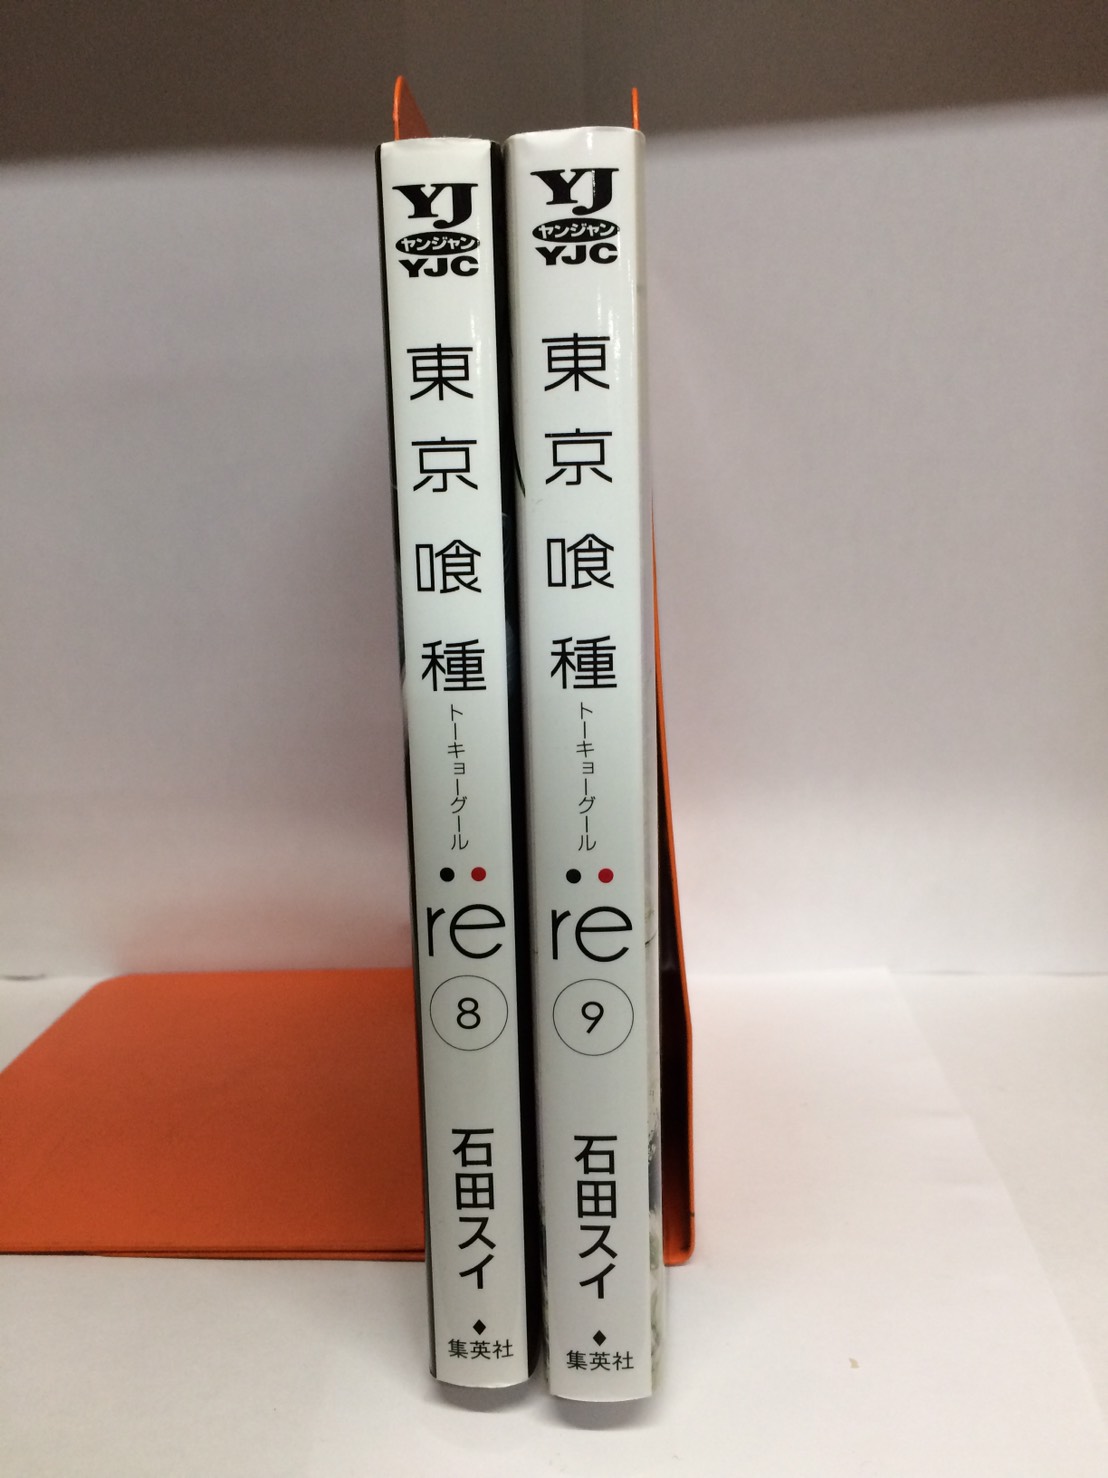 YJ
ヤンジャン
YJC
東京喰種
トーキョーグール
:re
8
石田スイ
集英社
YJ
ヤンジャン
YJC
東京喰種
トーキョーグール
:re
9
石田スイ
集英社